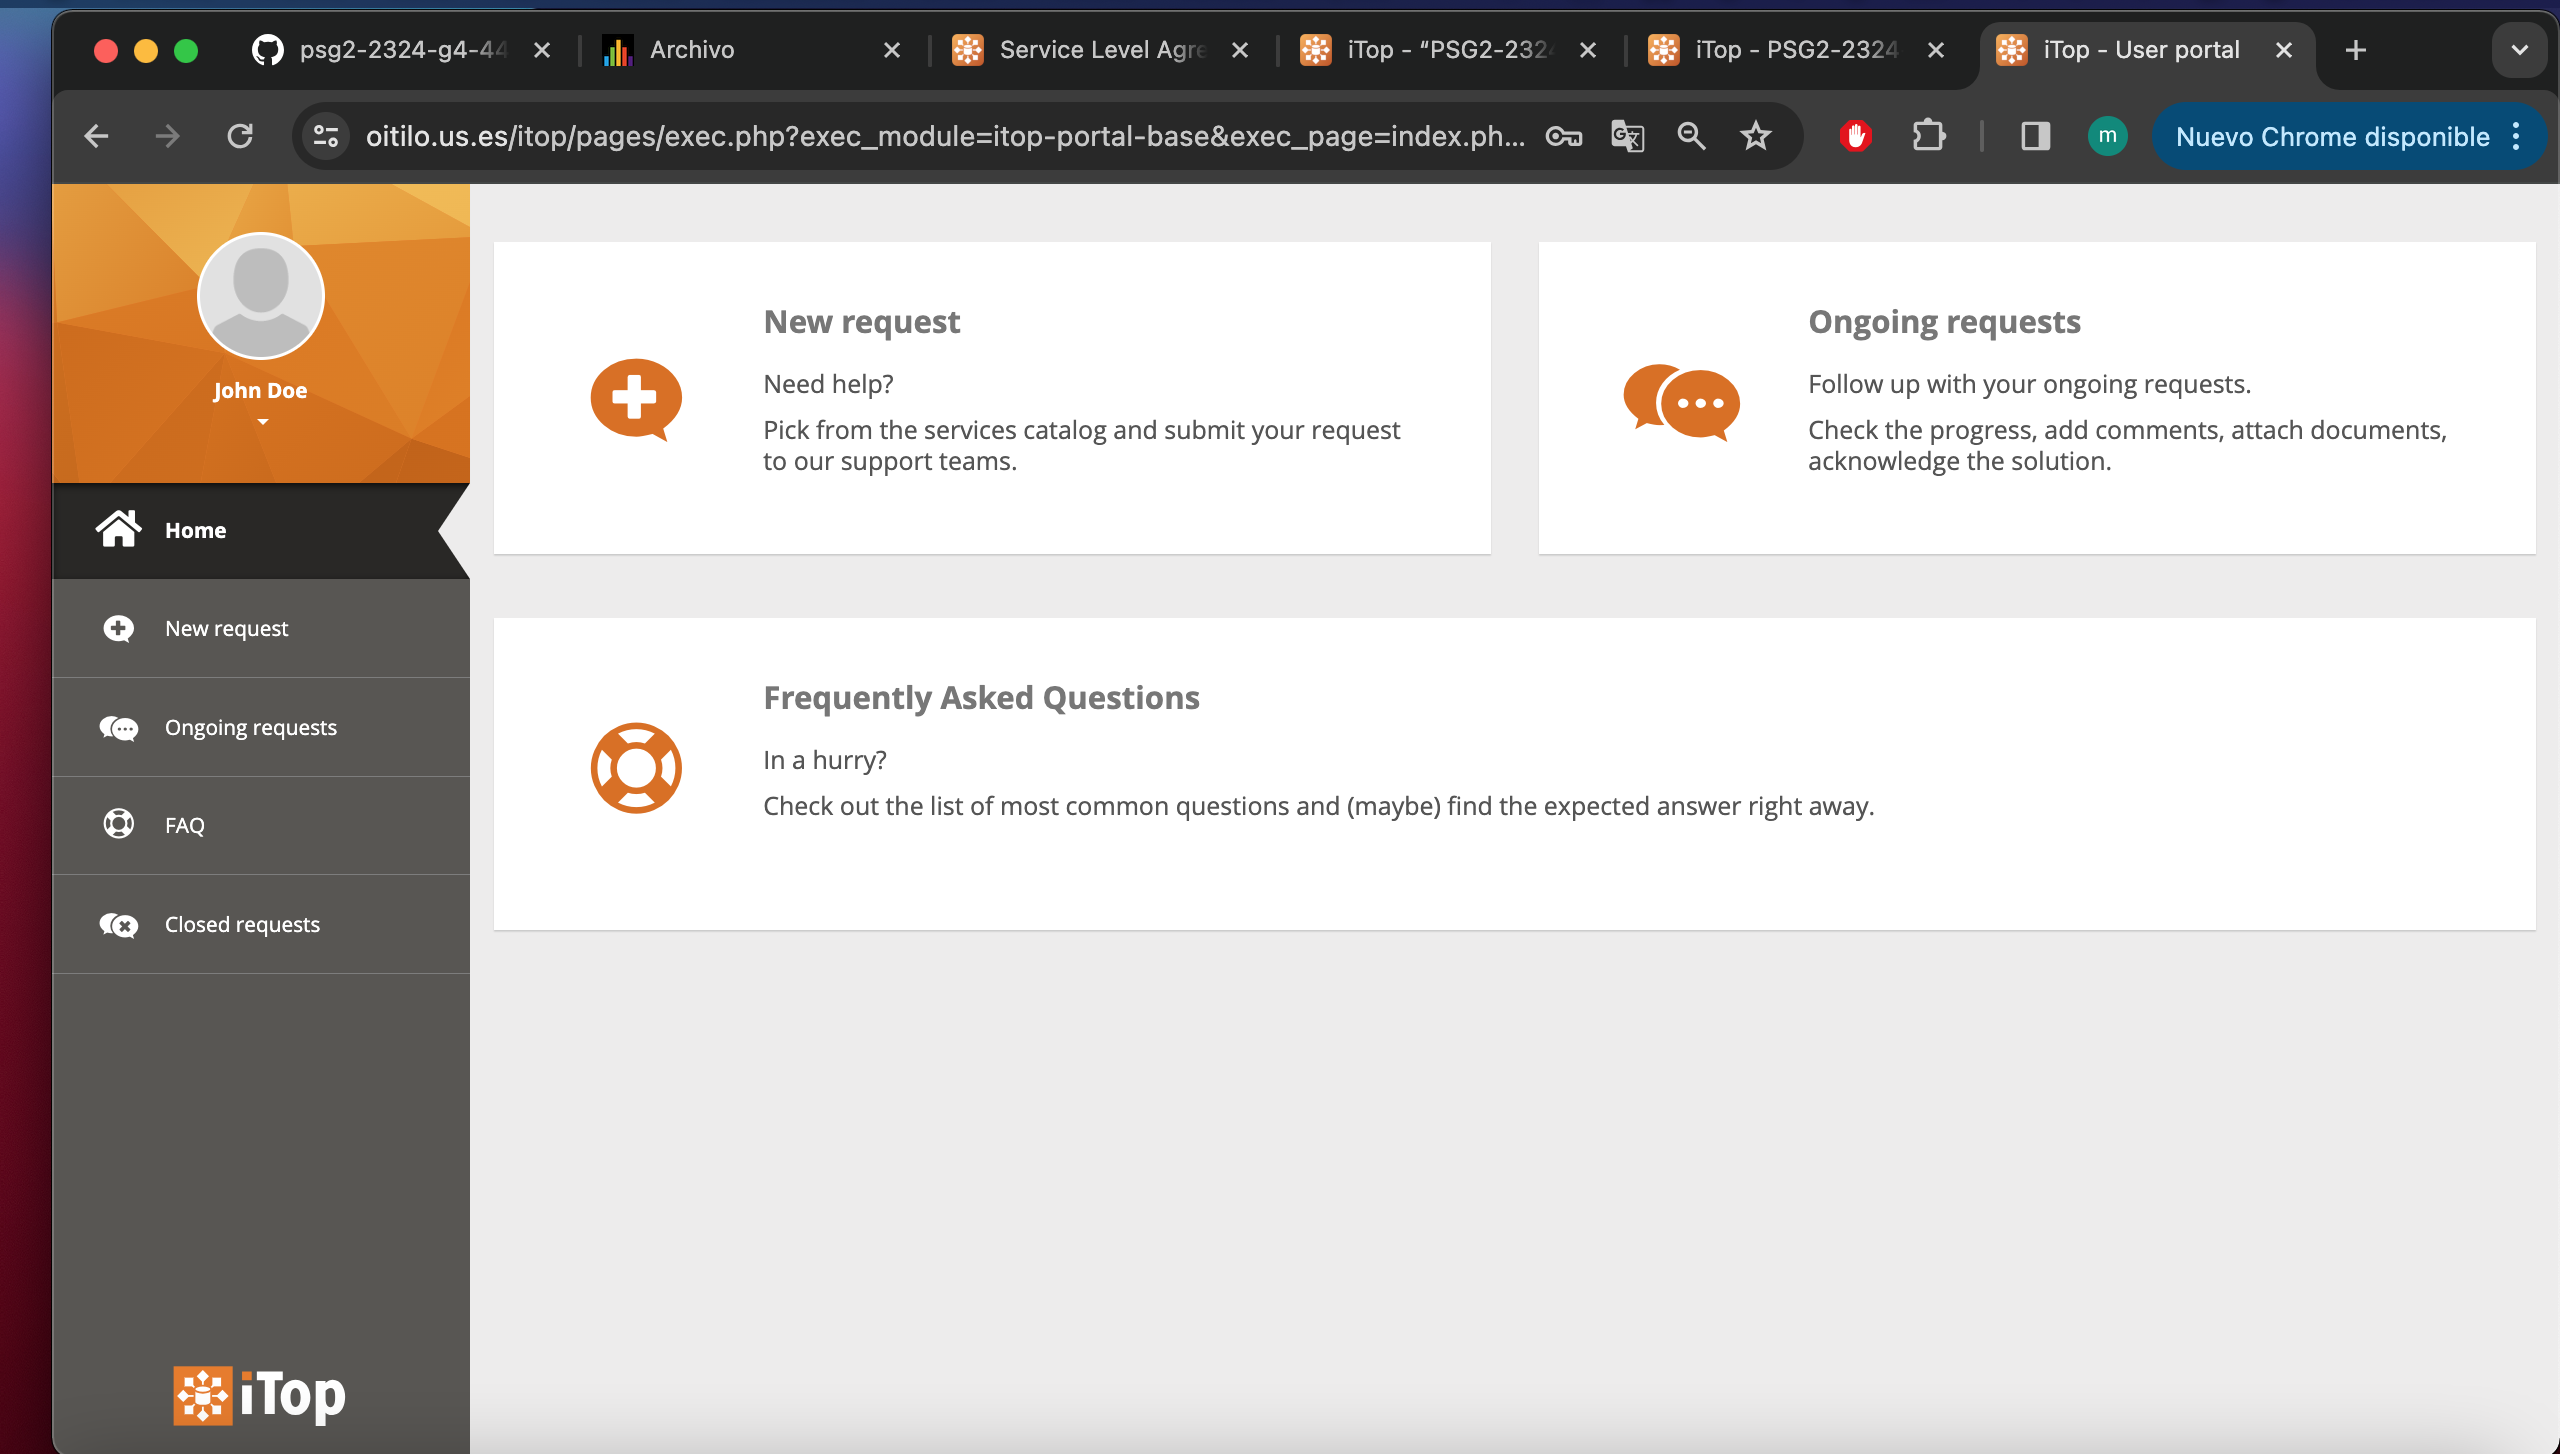 psg2-2324-g4-44
Archivo
Service Level Agre
iTop - “PSG2-2324
iTop - PSG2-2324
iTop - User portal
oitilo.us.es/itop/pages/exec.php?exec_module=itop-portal-base&exec_page=index.ph...
m
Nuevo Chrome disponible
John Doe
Home
New request
Ongoing requests
FAQ
Closed requests
iTop
New request
Need help?
Pick from the services catalog and submit your request
to our support teams.
Ongoing requests
Follow up with your ongoing requests.
Check the progress, add comments, attach documents,
acknowledge the solution.
Frequently Asked Questions
In a hurry?
Check out the list of most common questions and (maybe) find the expected answer right away.